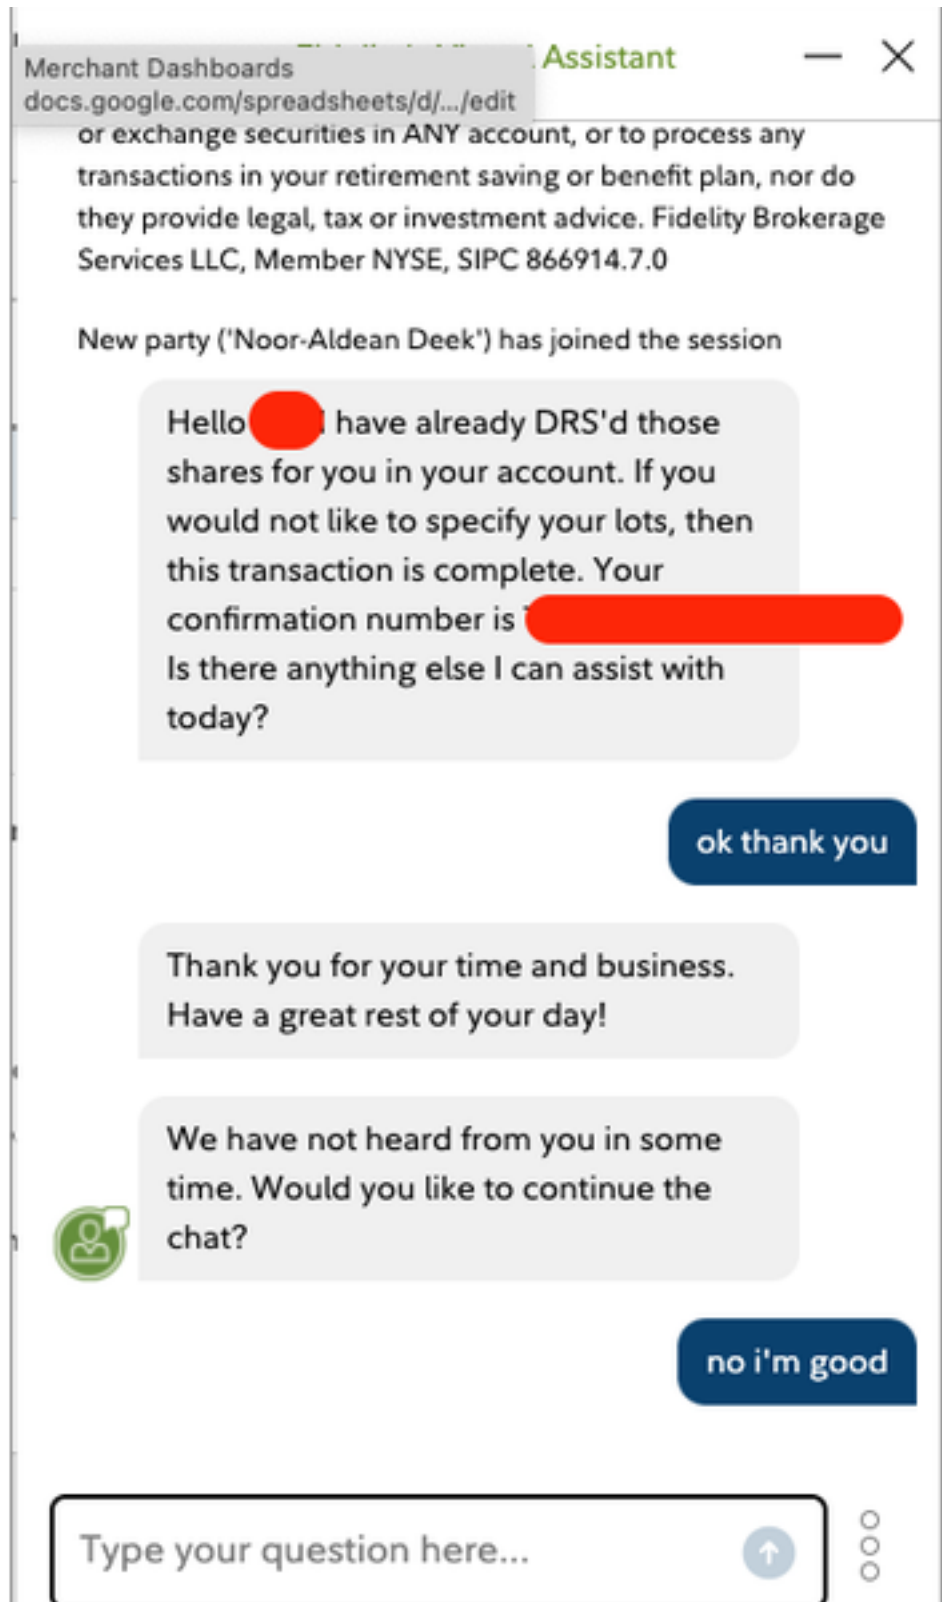 Assistant
Merchant Dashboards
docs.google.com/spreadsheets/d/.../edit
or exchange securities in ANY account, or to process any
transactions in your retirement saving or benefit plan, nor do
they provide legal, tax or investment advice. Fidelity Brokerage
Services LLC, Member NYSE, SIPC 866914.7.0
New party ('Noor-Aldean Deek') has joined the session
Hello have already DRS'd those
shares for you in your account. If you
would not like to specify your lots, then
this transaction is complete. Your
confirmation number is
Is there anything else I can assist with
today?
ok thank you
Thank you for your time and business.
Have a great rest of your day!
We have not heard from you in some
time. Would you like to continue the
chat?
no i'm good
Type your question here...